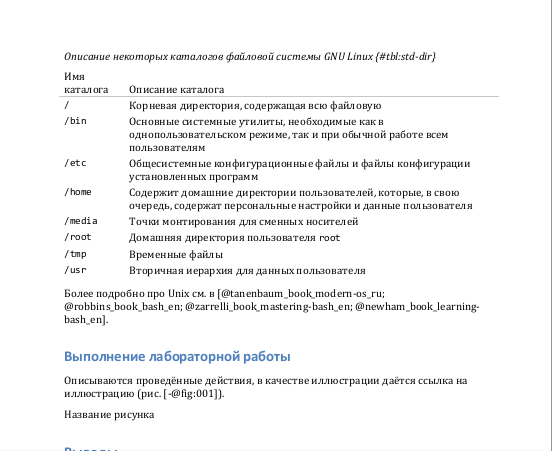 Описание некоторых каталогов файловой системы GNU Linux {#tbl:std-dir}
Имя
каталога Описание каталога
/ Корневая директория, содержащая всю файловую
/bin Основные системные утилиты, необходимые как в
однопользовательском режиме, так и при обычной работе всем
пользователям
/etc Общесистемные конфигурационные файлы и файлы конфигурации
установленных программ
/home Содержит домашние директории пользователей, которые, в свою
очередь, содержат персональные настройки и данные пользователя
/media Точки монтирования для сменных носителей
/root Домашняя директория пользователя root
/tmp Временные файлы
/usr Вторичная иерархия для данных пользователя
Более подробно про Unix см. в [@tanenbaum_book_modern-os_ru;
@robbins_book_bash_en; @zarrelli_book_mastering-bash_en; @newham_book_learning-
bash_en].
Выполнение лабораторной работы
Описываются проведённые действия, в качестве иллюстрации даётся ссылка на
иллюстрацию (рис. [-@fig:001]).
Название рисунка